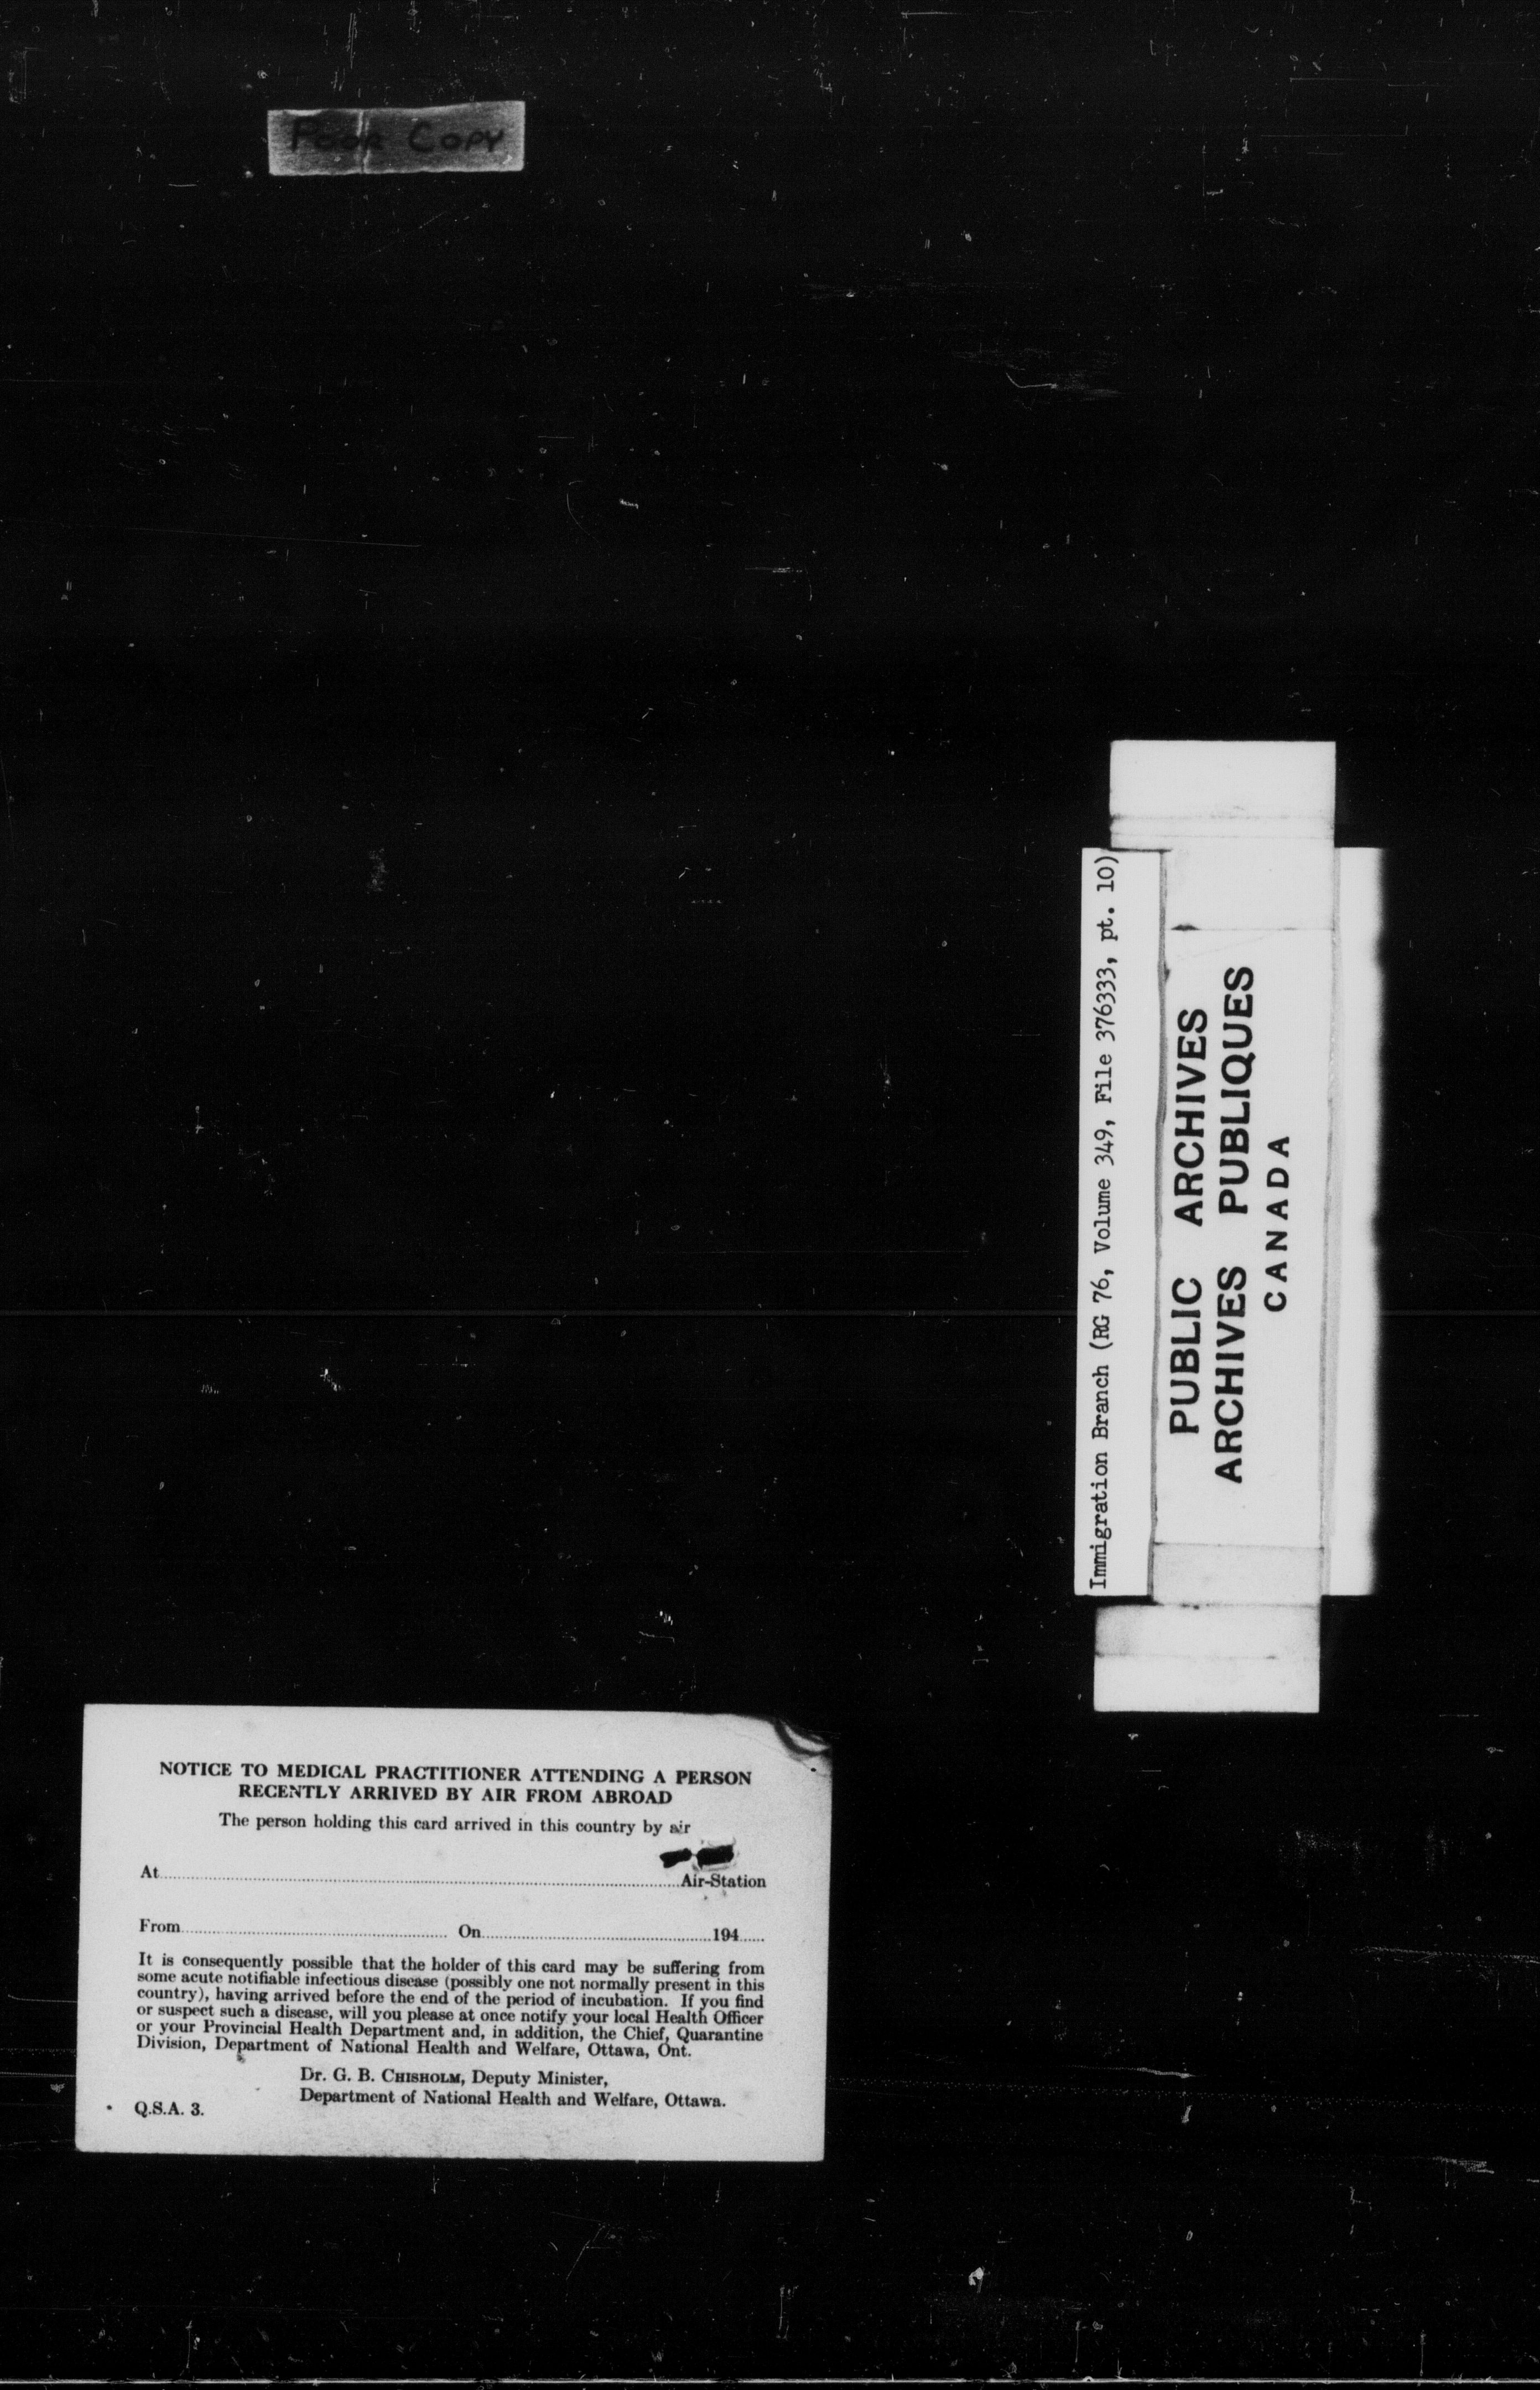 Poor Copy
Immigration Branch (RG 76, Volume 349, File 376333, pt. 10)
PUBLIC ARCHIVES
ARCHIVES PUBLIQUES
CANADA
NOTICE TO MEDICAL PRACTITIONER ATTENDING A PERSON
RECENTLY ARRIVED BY AIR FROM ABROAD
The person holding this card arrived in this country by air
At.......Air-Station
From....... On.......194......
It is consequently possible that the holder of this card may be suffering from
some acute notifiable infectious disease (possibly one not normally present in this
country), having arrived before the end of the period of incubation. If you find
or suspect such a disease, will you please at once notify your local Health Officer
or your Provincial Health Department and, in addition, the Chief, Quarantine
Division, Department of National Health and Welfare, Ottawa, Ont.
Dr. G. B. CHISHOLM, Deputy Minister,
Department of National Health and Welfare, Ottawa.
Q.S.A. 3.